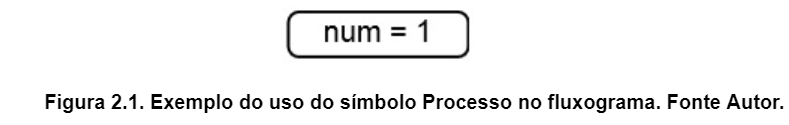 num = 1
Figura 2.1. Exemplo do uso do símbolo Processo no fluxograma. Fonte Autor.